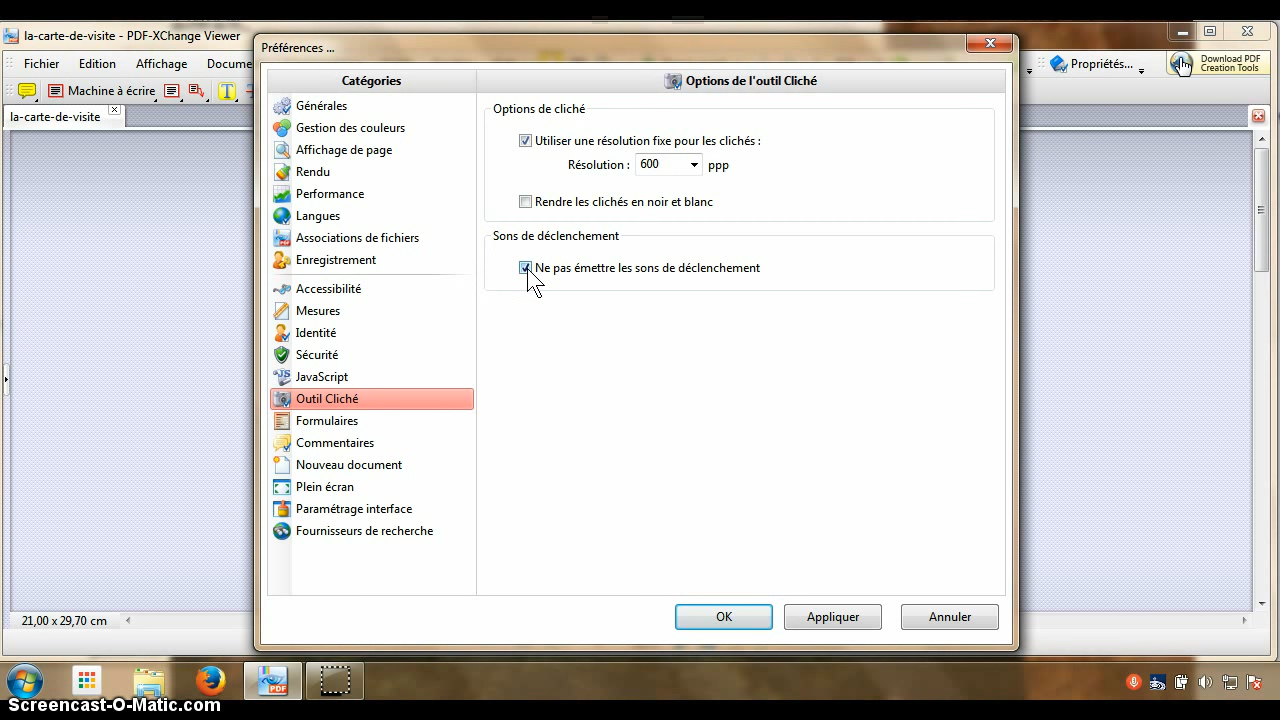 la-carte-de-visite - PDF-XChange Viewer
Préférences ...
Fichier Edition Affichage Docume
Propriétés...
Download PDF
Creation Tools
Machine à écrire
la-carte-de-visite
Catégories
Générales
Gestion des couleurs
Affichage de page
Rendu
Performance
Langues
Associations de fichiers
Enregistrement
Accessibilité
Mesures
Identité
Sécurité
JavaScript
Outil Cliché
Formulaires
Commentaires
Nouveau document
Plein écran
Paramétrage interface
Fournisseurs de recherche
Options de l'outil Cliché
Options de cliché
Utiliser une résolution fixe pour les clichés :
Résolution : 600 ppp
Rendre les clichés en noir et blanc
Sons de déclenchement
Ne pas émettre les sons de déclenchement
OK Appliquer Annuler
21,00 x 29,70 cm
PDF
Screencast-O-Matic.com